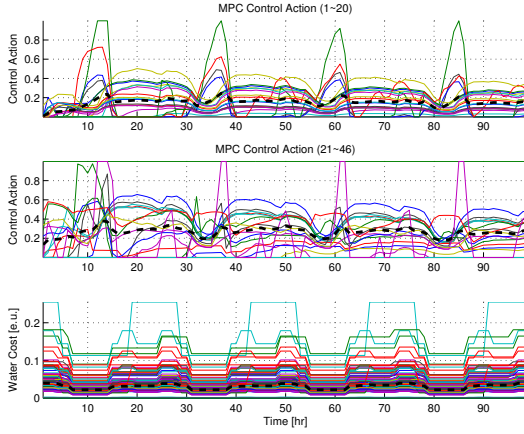 MPC Control Action (1~20)
Control Action
0.8
0.6
0.4
0.2
10 20 30 40 50 60 70 80 90
MPC Control Action (21~46)
Control Action
0.8
0.6
0.4
0.2
10 20 30 40 50 60 70 80 90
Water Cost [e.u.]
0.2
0.1
0
10 20 30 40 50 60 70 80 90
Time [hr]